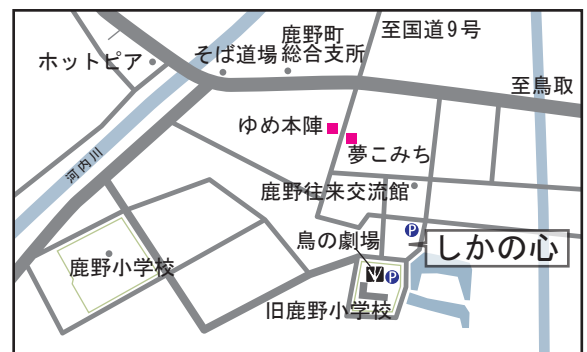 鹿野町
総合支所
至国道9号
そば道場
ホットピア
至鳥取
ゆめ本陣
夢こみち
河内川
鹿野往来交流館
P
鳥の劇場
しかの心
P
鹿野小学校
旧鹿野小学校